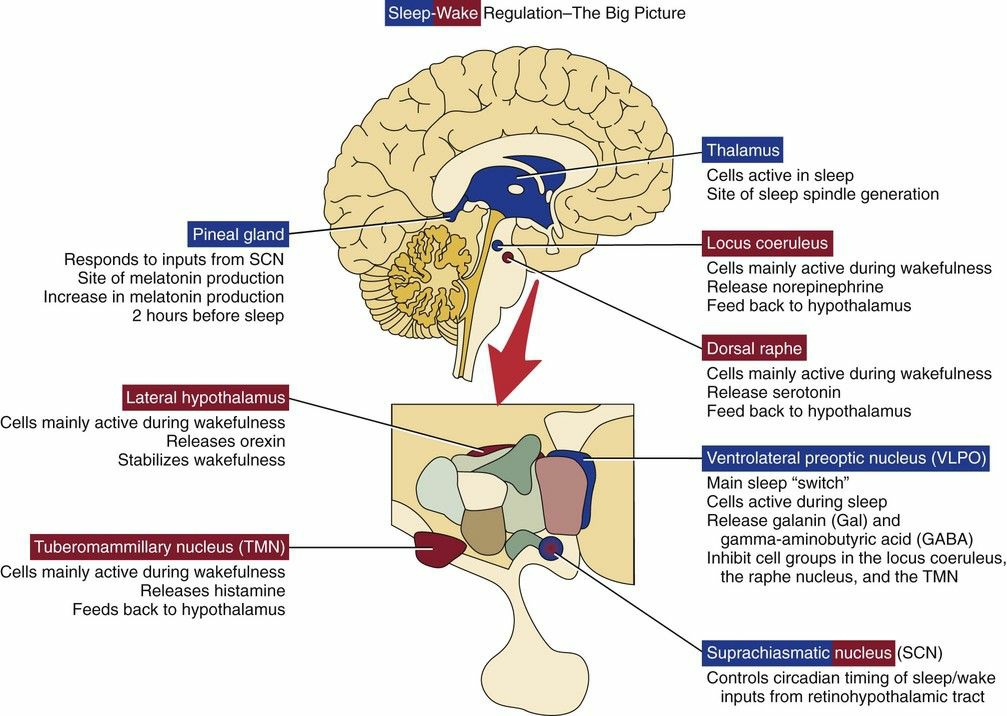 Sleep-Wake Regulation–The Big Picture
Thalamus
Cells active in sleep
Site of sleep spindle generation
Pineal gland
Responds to inputs from SCN
Site of melatonin production
Increase in melatonin production
2 hours before sleep
Locus coeruleus
Cells mainly active during wakefulness
Release norepinephrine
Feed back to hypothalamus
Dorsal raphe
Cells mainly active during wakefulness
Release serotonin
Feed back to hypothalamus
Lateral hypothalamus
Cells mainly active during wakefulness
Releases orexin
Stabilizes wakefulness
Ventrolateral preoptic nucleus (VLPO)
Main sleep “switch”
Cells active during sleep
Release galanin (Gal) and
gamma-aminobutyric acid (GABA)
Inhibit cell groups in the locus coeruleus,
the raphe nucleus, and the TMN
Tuberomammillary nucleus (TMN)
Cells mainly active during wakefulness
Releases histamine
Feeds back to hypothalamus
Suprachiasmatic nucleus (SCN)
Controls circadian timing of sleep/wake
inputs from retinohypothalamic tract